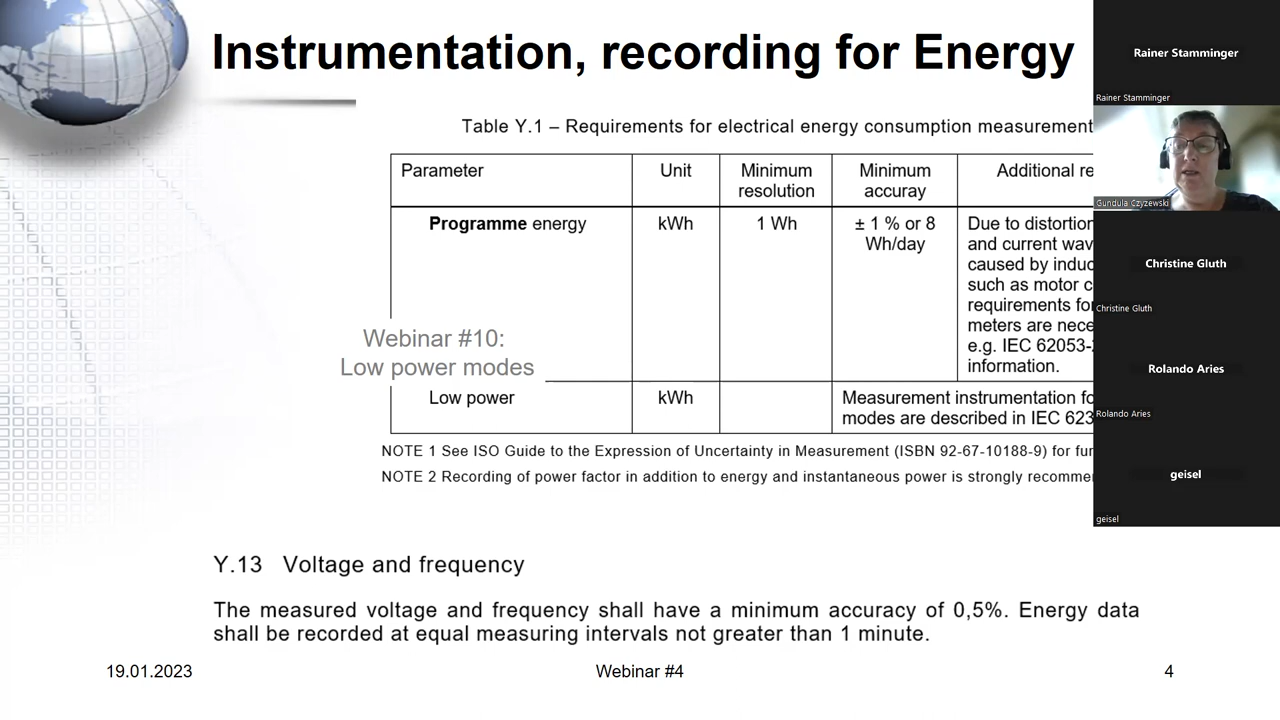 Instrumentation, recording for Energy
Table Y.1 – Requirements for electrical energy consumption measurement
Parameter
Unit
Minimum
resolution
Minimum
accuray
Additional re
Programme energy
kWh
1 Wh
± 1 % or 8
Wh/day
Due to distortion
and current wav
caused by induc
such as motor c
requirements fo
meters are nece
e.g. IEC 62053-
information.
Webinar #10:
Low power modes
Low power
kWh
Measurement instrumentation fo
modes are described in IEC 623
NOTE 1 See ISO Guide to the Expression of Uncertainty in Measurement (ISBN 92-67-10188-9) for fur
NOTE 2 Recording of power factor in addition to energy and instantaneous power is strongly recomme
Y.13 Voltage and frequency
The measured voltage and frequency shall have a minimum accuracy of 0,5%. Energy data
shall be recorded at equal measuring intervals not greater than 1 minute.
19.01.2023
Webinar #4
4
Rainer Stamminger
Rainer Stamminger
Gundula Czyzewski
Christine Gluth
Christine Gluth
Rolando Aries
Rolando Aries
geisel
geisel